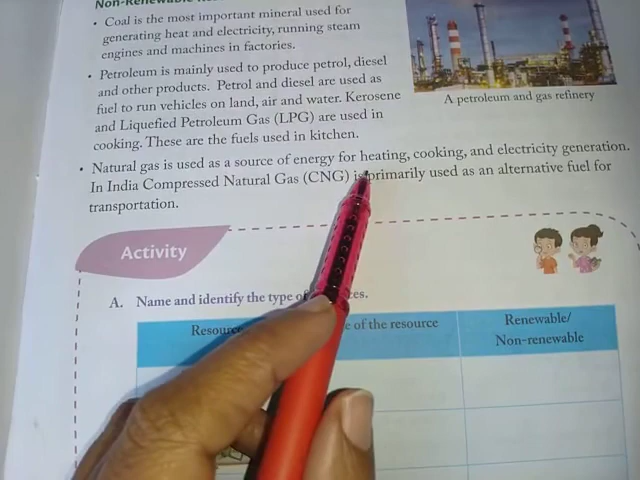 • Coal is the most important mineral used for
generating heat and electricity, running steam
engines and machines in factories.
• Petroleum is mainly used to produce petrol, diesel
and other products. Petrol and diesel are used as
fuel to run vehicles on land, air and water. Kerosene
and Liquefied Petroleum Gas (LPG) are used in
cooking. These are the fuels used in kitchen.
A petroleum and gas refinery
• Natural gas is used as a source of energy for heating, cooking, and electricity generation.
In India Compressed Natural Gas (CNG) is primarily used as an alternative fuel for
transportation.
Activity
A. Name and identify the type of
of the resource
Renewable/
Non-renewable